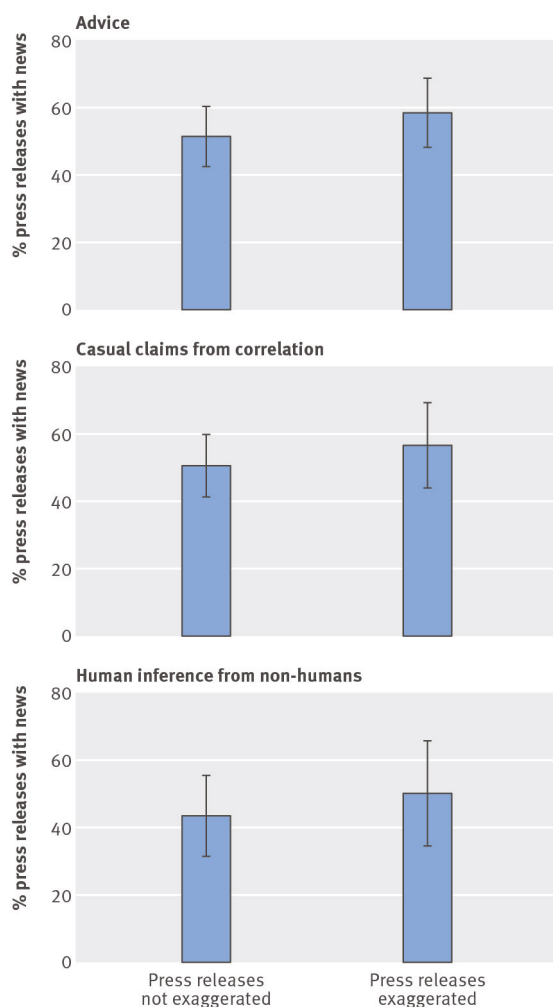 Advice
% press releases with news
80
60
40
20
0
Casual claims from correlation
% press releases with news
80
60
40
20
0
Human inference from non-humans
% press releases with news
80
60
40
20
0
Press releases
not exaggerated
Press releases
exaggerated